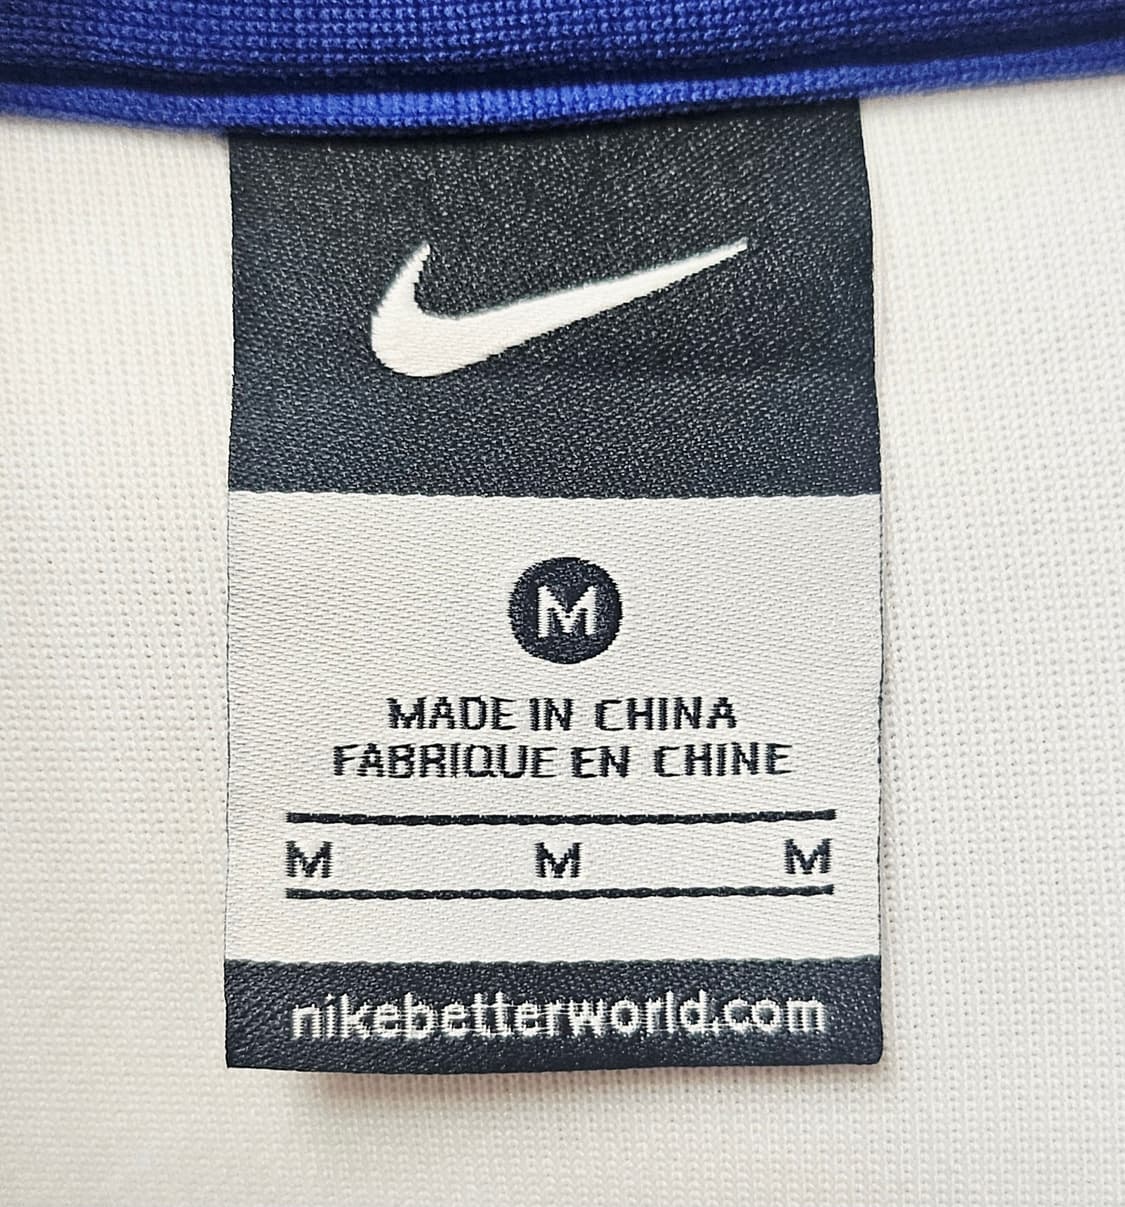 M
MADE IN CHINA
FABRIQUE EN CHINE
M M M
nikebetterworld.com